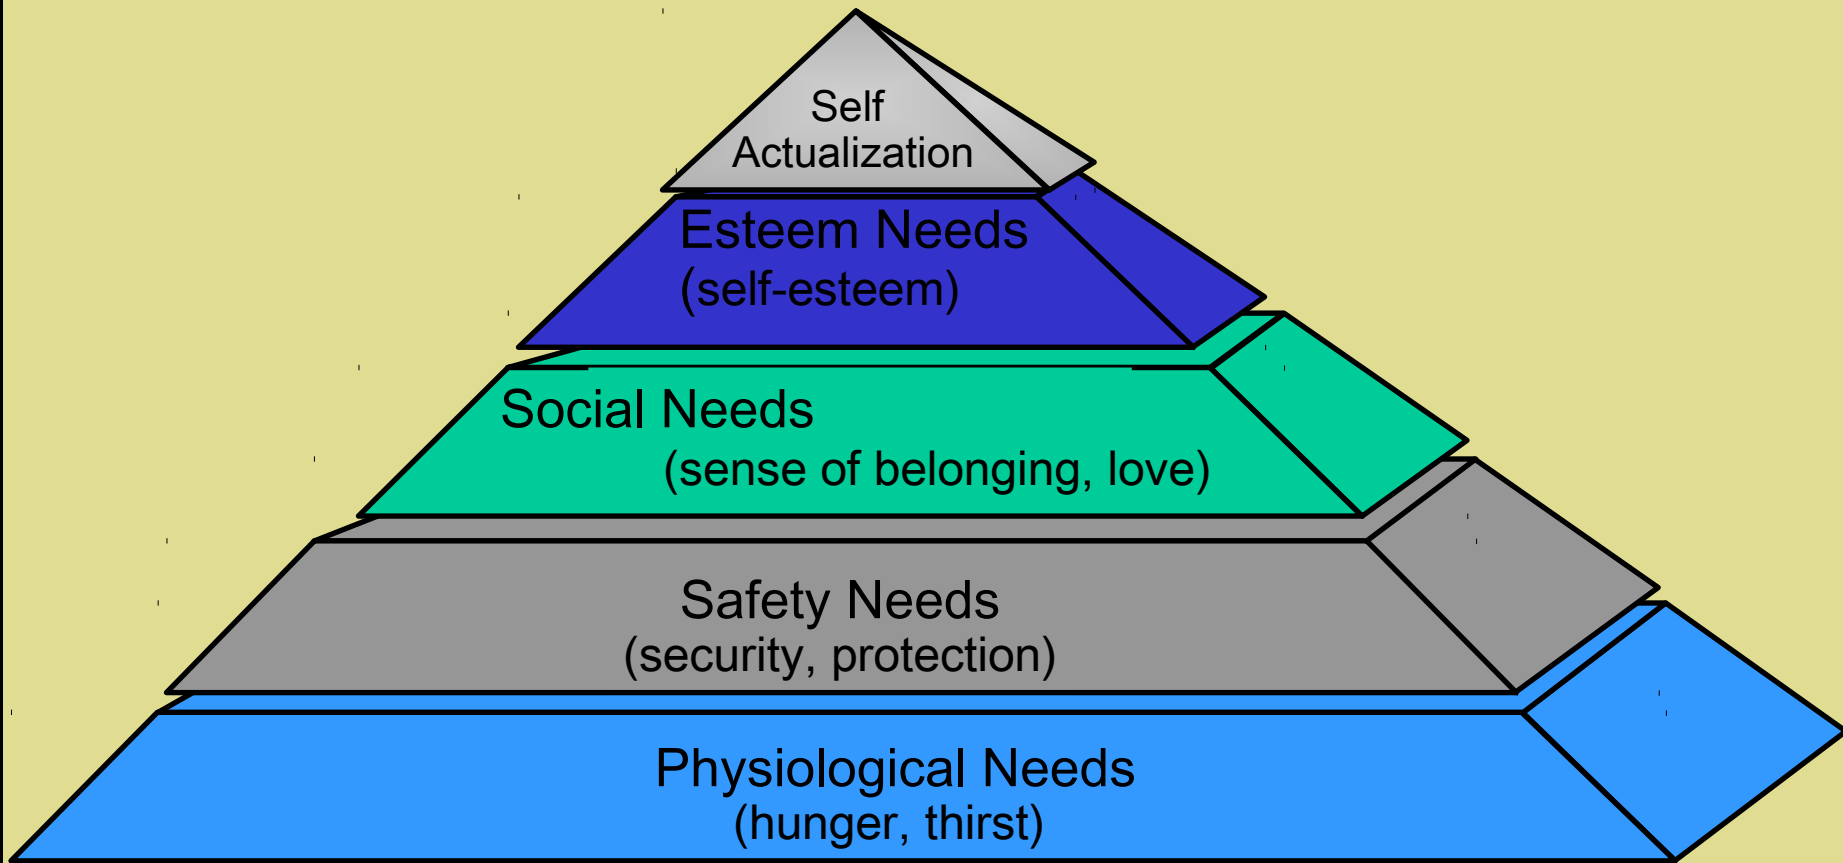 Self
Actualization
Esteem Needs
(self-esteem)
Social Needs
(sense of belonging, love)
Safety Needs
(security, protection)
Physiological Needs
(hunger, thirst)